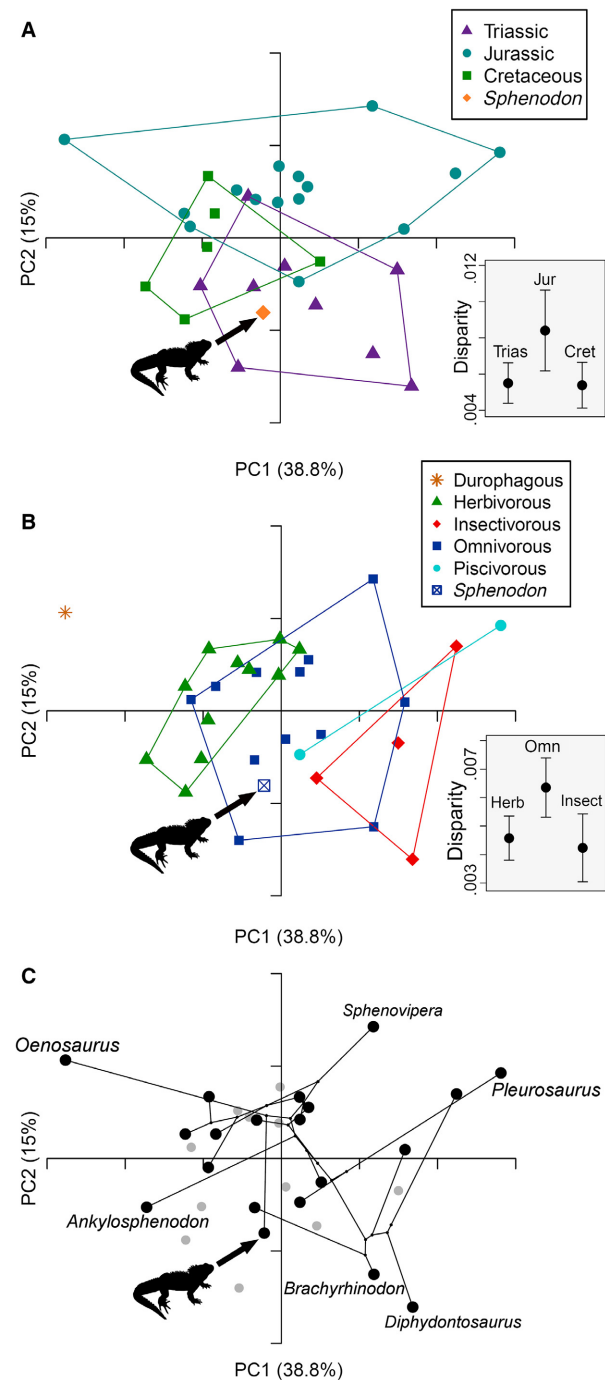 A
Triassic
Jurassic
Cretaceous
Sphenodon
PC2 (15%)
PC1 (38.8%)
Disparity
.012
.004
Trias
Jur
Cret
B
Durophagous
Herbivorous
Insectivorous
Omnivorous
Piscivorous
Sphenodon
PC2 (15%)
PC1 (38.8%)
Disparity
.007
.003
Herb
Omn
Insect
C
Sphenovipera
Oenosaurus
Pleurosaurus
PC2 (15%)
Ankylosphenodon
Brachyrhinodon
Diphydontosaurus
PC1 (38.8%)